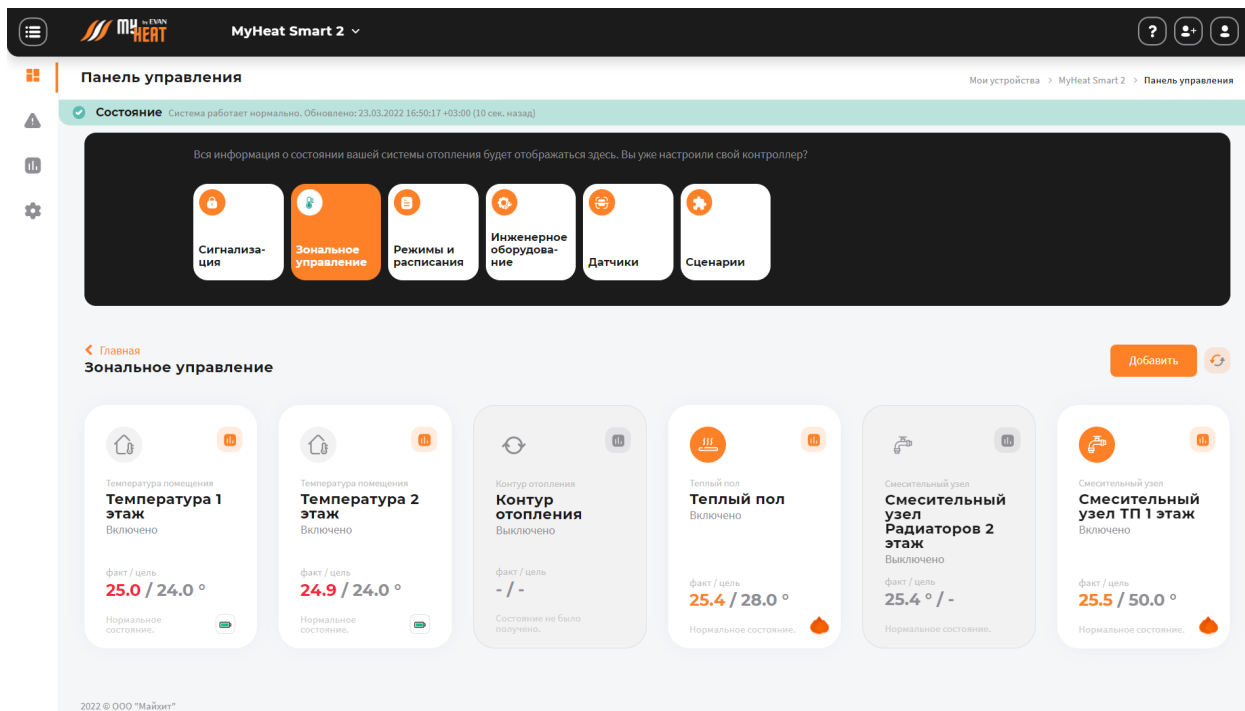 MYHEAT by EVAN
MyHeat Smart 2
?
Панель управления
Мои устройства > MyHeat Smart 2 > Панель управления
Состояние Система работает нормально. Обновлено: 23.03.2022 16:50:17 +03:00 (10 сек. назад)
Вся информация о состоянии вашей системы отопления будет отображаться здесь. Вы уже настроили свой контроллер?
Сигнализа-
ция
Зональное
управление
Режимы и
расписания
Инженерное
оборудова-
ние
Датчики
Сценарии
Главная
Зональное управление
Добавить
Температура помещения
Температура 1
этаж
Включено
факт / цель
25.0 / 24.0 °
Нормальное
состояние.
Температура помещения
Температура 2
этаж
Включено
факт / цель
24.9 / 24.0 °
Нормальное
состояние.
Контур отопления
Контур
отопления
Выключено
факт / цель
- / -
Состояние не было
получено.
Теплый пол
Теплый пол
Включено
факт / цель
25.4 / 28.0 °
Нормальное состояние.
Смесительный узел
Смесительный
узел
Радиаторов 2
этаж
Выключено
факт / цель
25.4 ° / -
Нормальное состояние.
Смесительный узел
Смесительный
узел ТП 1 этаж
Включено
факт / цель
25.5 / 50.0 °
Нормальное состояние.
2022 © ООО "Майхит"